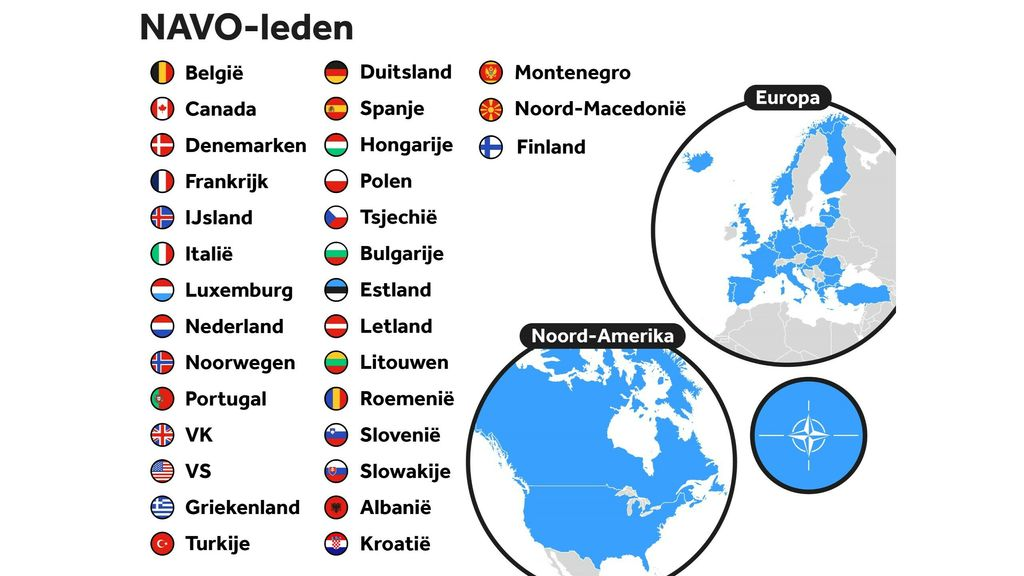 NAVO-leden
België
Canada
Denemarken
Frankrijk
IJsland
Italië
Luxemburg
Nederland
Noorwegen
Portugal
VK
VS
Griekenland
Turkije
Duitsland
Spanje
Hongarije
Polen
Tsjechië
Bulgarije
Estland
Letland
Litouwen
Roemenië
Slovenië
Slowakije
Albanië
Kroatië
Montenegro
Noord-Macedonië
Finland
Europa
Noord-Amerika